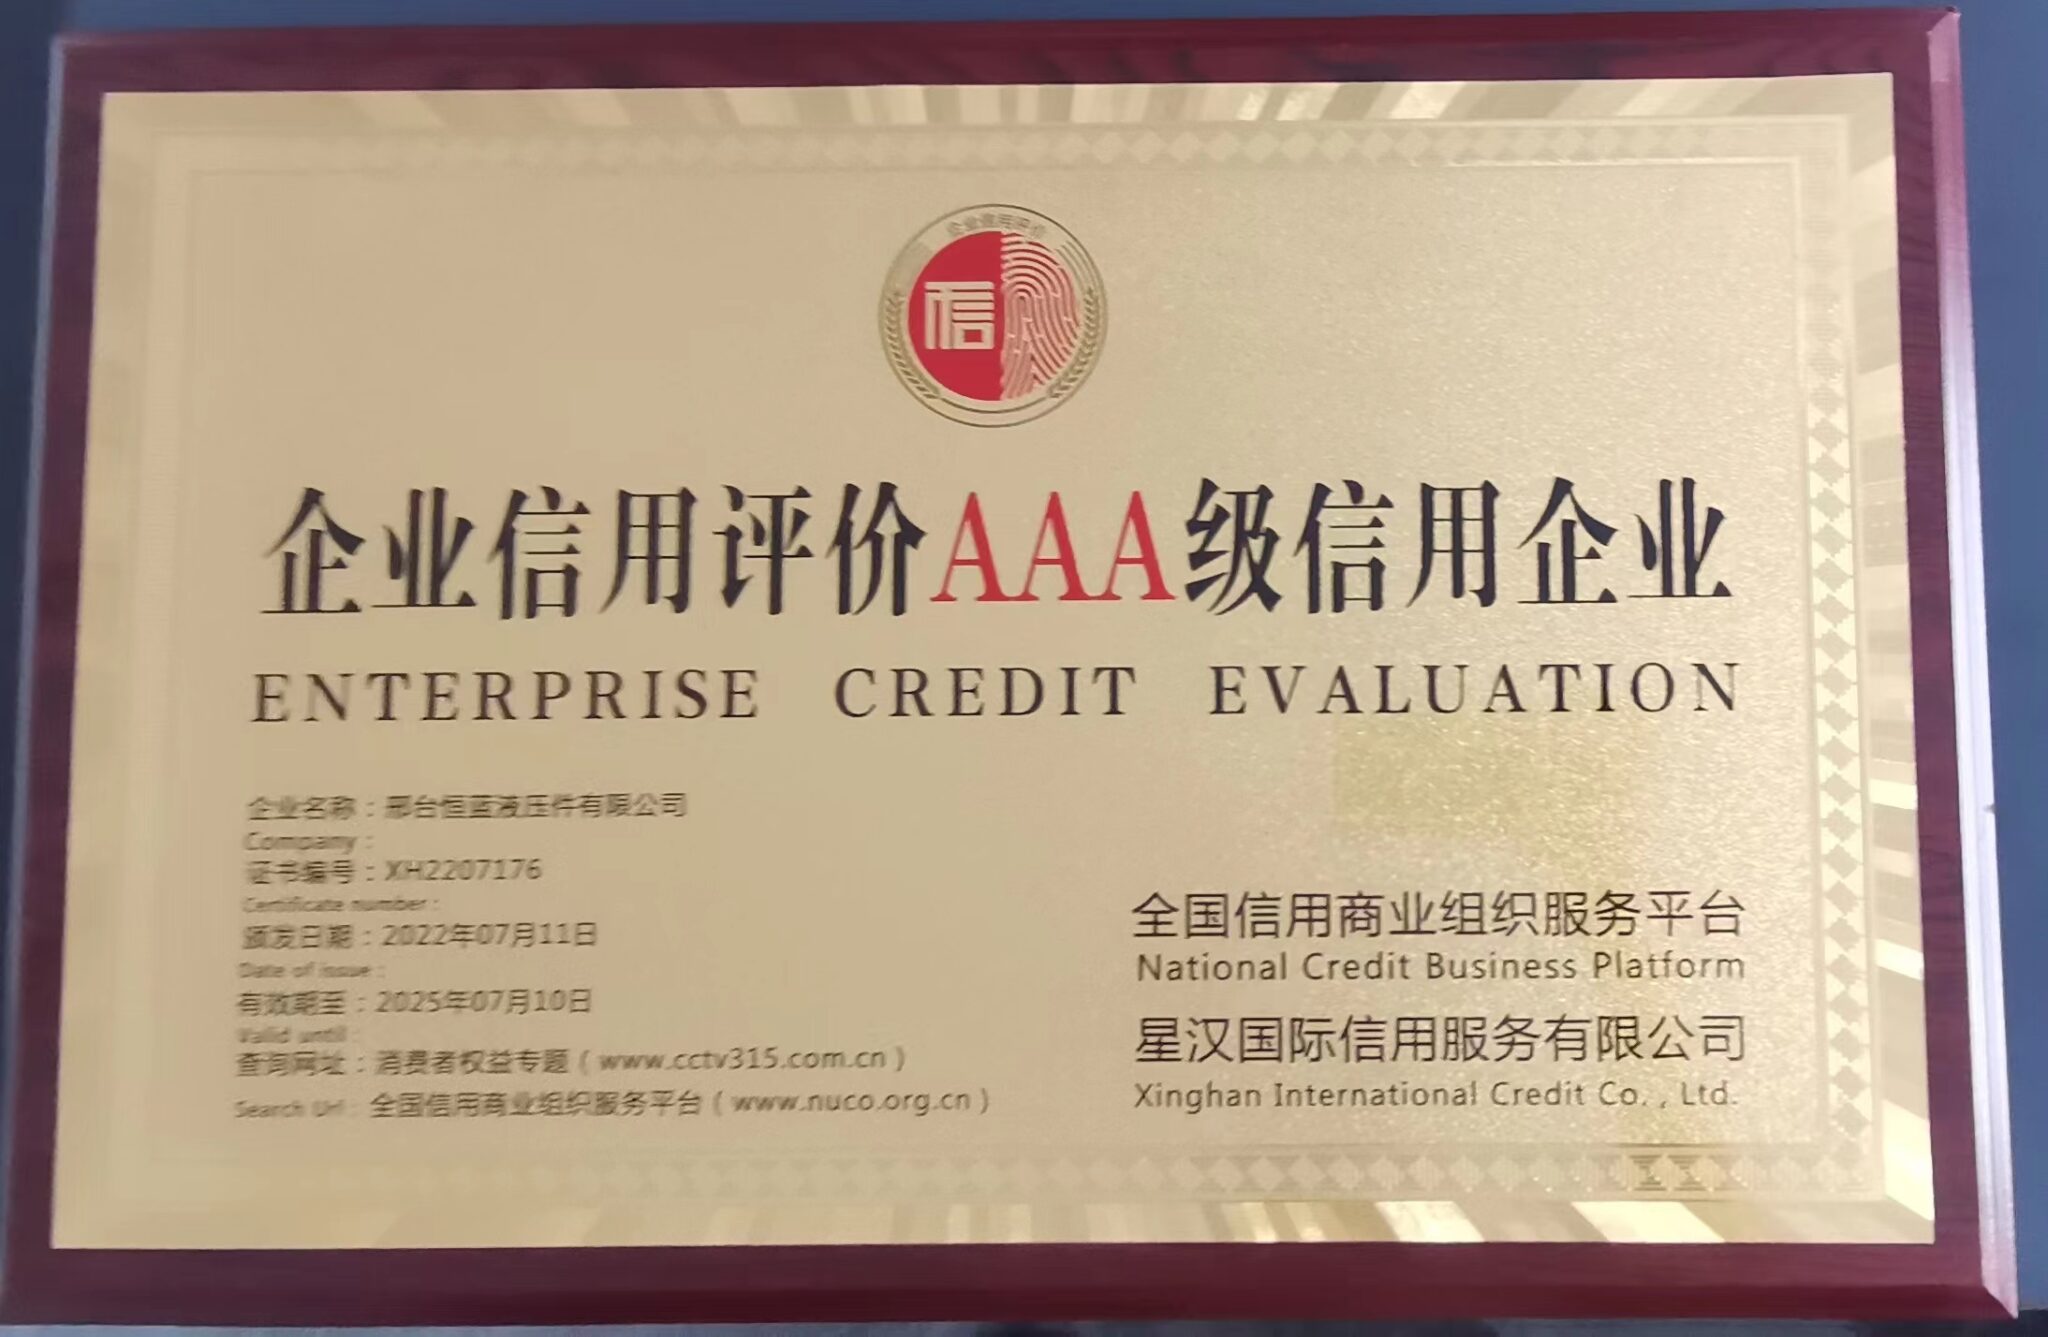 企业信用评价
信
企业信用评价AAA级信用企业
ENTERPRISE CREDIT EVALUATION
企业名称：邢台恒蓝液压件有限公司
Company :
证书编号：XH2207176
Certificate number :
颁发日期：2022年07月11日
Date of issue :
有效期至：2025年07月10日
Valid until :
查询网址：消费者权益专题（www.cctv315.com.cn）
Search Url : 全国信用商业组织服务平台（www.nuco.org.cn）
全国信用商业组织服务平台
National Credit Business Platform
星汉国际信用服务有限公司
Xinghan International Credit Co. , Ltd.